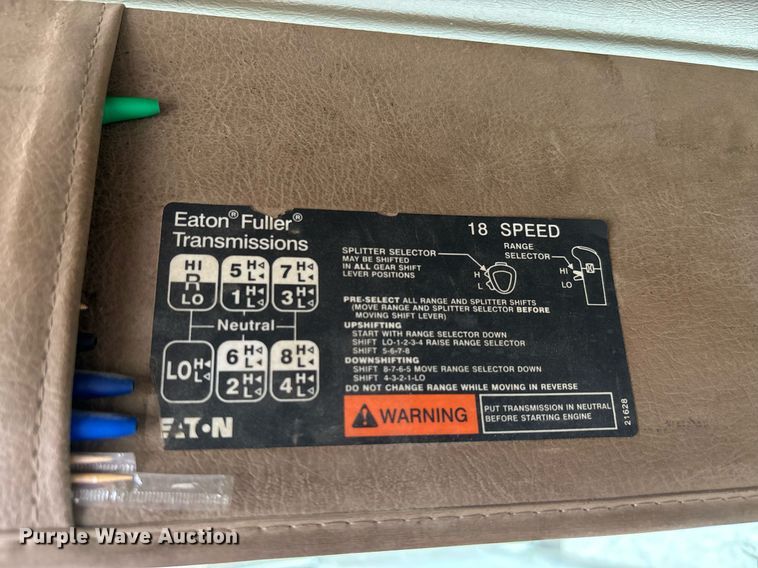 Eaton® Fuller®
Transmissions
18 SPEED
SPLITTER SELECTOR
MAY BE SHIFTED
IN ALL GEAR SHIFT
LEVER POSITIONS
H
L
RANGE
SELECTOR
HI
LO
HI
R
LO
5 H L
1 H L
7 H L
3 H L
Neutral
LO H L
6 H L
2 H L
8 H L
4 H L
PRE-SELECT ALL RANGE AND SPLITTER SHIFTS
(MOVE RANGE AND SPLITTER SELECTOR BEFORE
MOVING SHIFT LEVER)
UPSHIFTING
START WITH RANGE SELECTOR DOWN
SHIFT LO-1-2-3-4 RAISE RANGE SELECTOR
SHIFT 5-6-7-8
DOWNSHIFTING
SHIFT 8-7-6-5 MOVE RANGE SELECTOR DOWN
SHIFT 4-3-2-1-LO
DO NOT CHANGE RANGE WHILE MOVING IN REVERSE
WARNING
PUT TRANSMISSION IN NEUTRAL
BEFORE STARTING ENGINE
21628
EATON
Purple Wave Auction